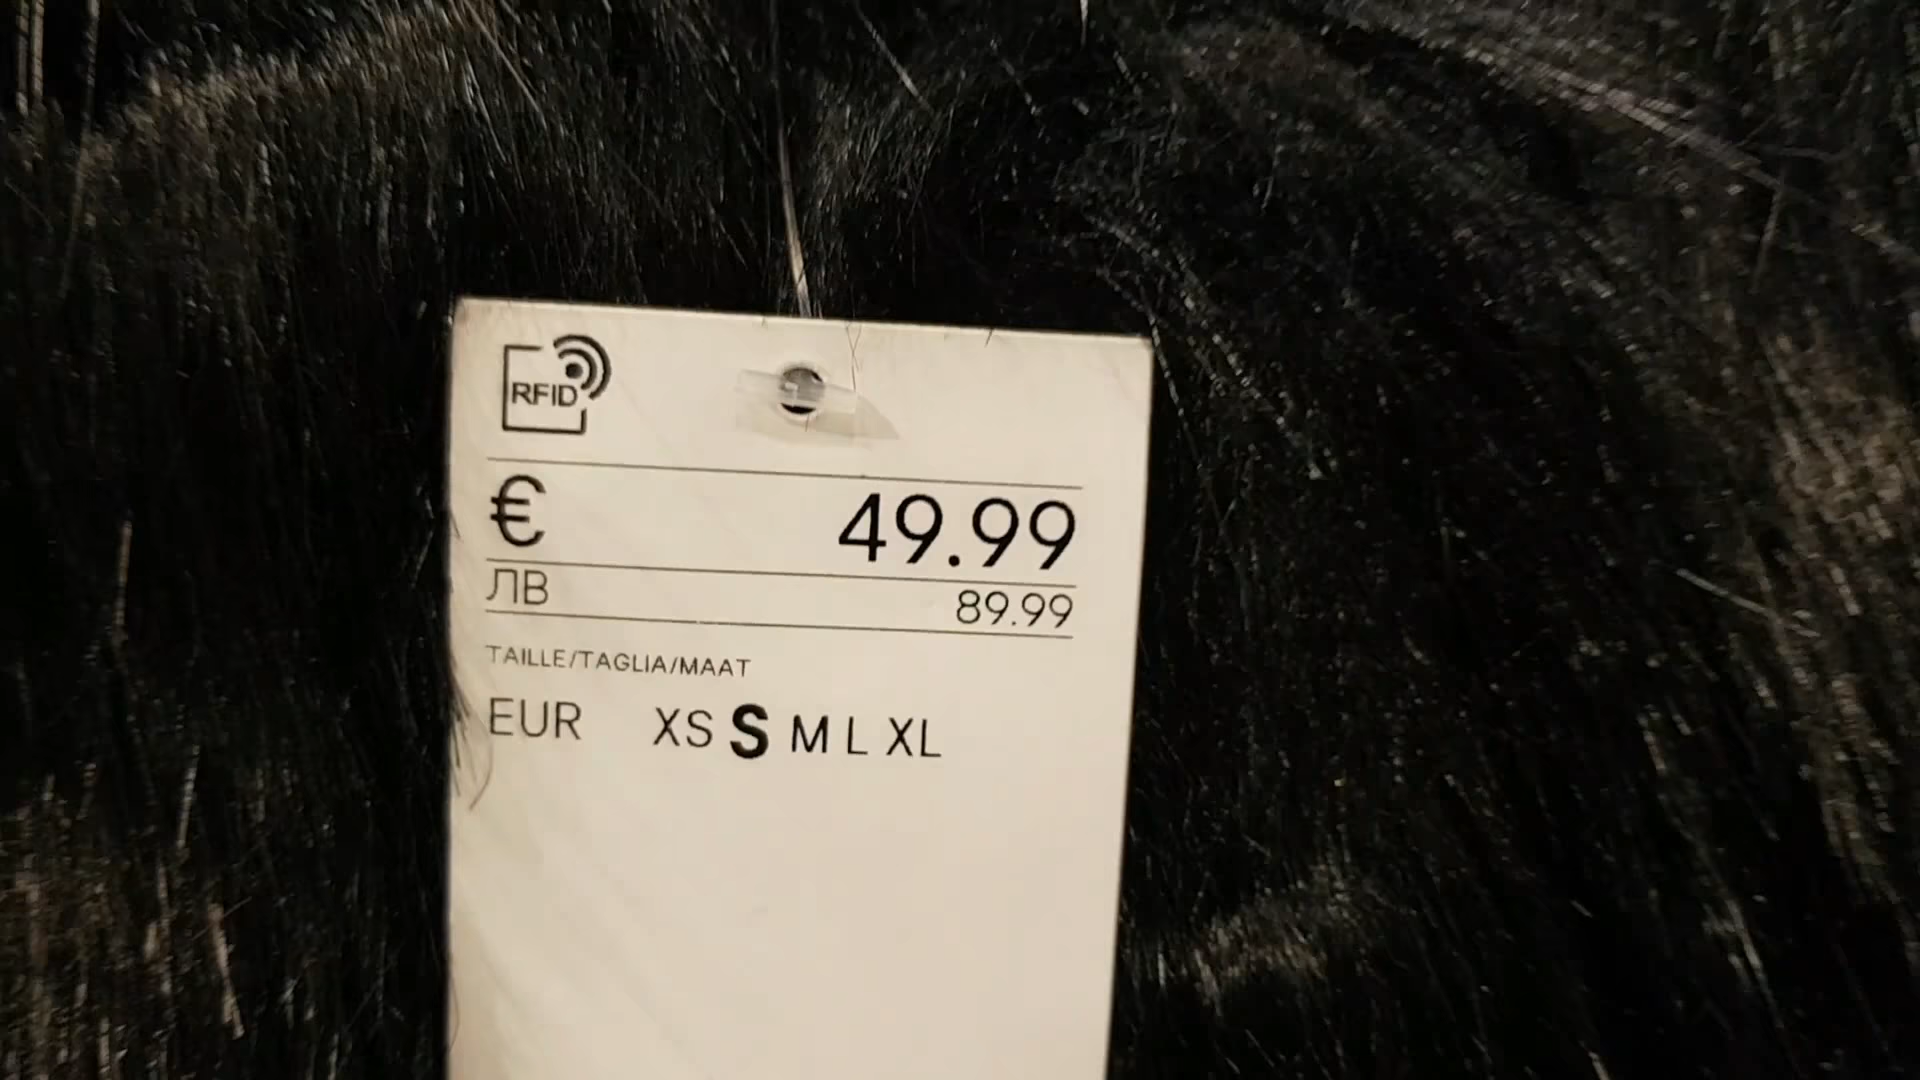 RFID
€ 49.99
ЛВ 89.99
TAILLE/TAGLIA/MAAT
EUR XS S M L XL